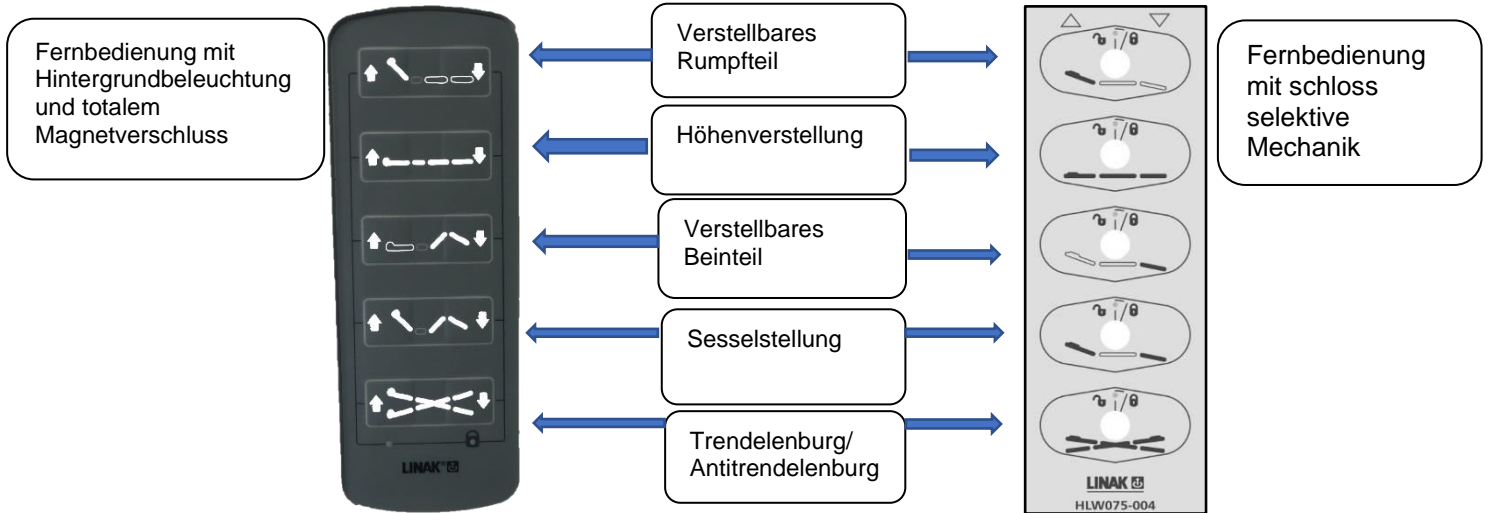 Fernbedienung mit
Hintergrundbeleuchtung
und totalem
Magnetverschluss
Verstellbares
Rumpfteil
Höhenverstellung
Verstellbares
Beinteil
Sesselstellung
Trendelenburg/
Antitrendelenburg
Fernbedienung
mit schloss
selektive
Mechanik
LINAK®
LINAK
HLW075-004